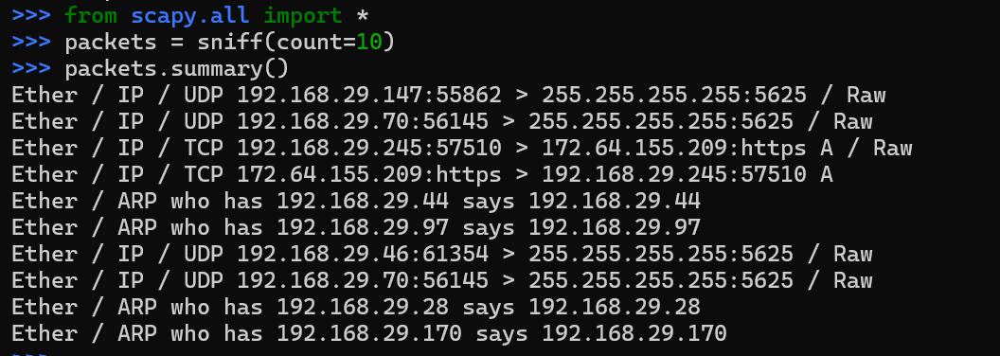 >>> from scapy.all import *
>>> packets = sniff(count=10)
>>> packets.summary()
Ether / IP / UDP 192.168.29.147:55862 > 255.255.255.255:5625 / Raw
Ether / IP / UDP 192.168.29.70:56145 > 255.255.255.255:5625 / Raw
Ether / IP / TCP 192.168.29.245:57510 > 172.64.155.209:https A / Raw
Ether / IP / TCP 172.64.155.209:https > 192.168.29.245:57510 A
Ether / ARP who has 192.168.29.44 says 192.168.29.44
Ether / ARP who has 192.168.29.97 says 192.168.29.97
Ether / IP / UDP 192.168.29.46:61354 > 255.255.255.255:5625 / Raw
Ether / IP / UDP 192.168.29.70:56145 > 255.255.255.255:5625 / Raw
Ether / ARP who has 192.168.29.28 says 192.168.29.28
Ether / ARP who has 192.168.29.170 says 192.168.29.170
>>>